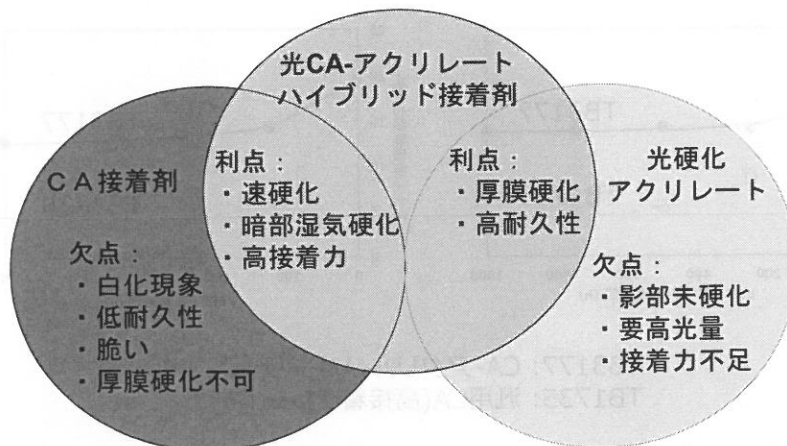 光CA-アクリレート
ハイブリッド接着剤
CA接着剤
利点：
・速硬化
・暗部湿気硬化
・高接着力
利点：
・厚膜硬化
・高耐久性
光硬化
アクリレート
欠点：
・白化現象
・低耐久性
・脆い
・厚膜硬化不可
欠点：
・影部未硬化
・要高光量
・接着力不足